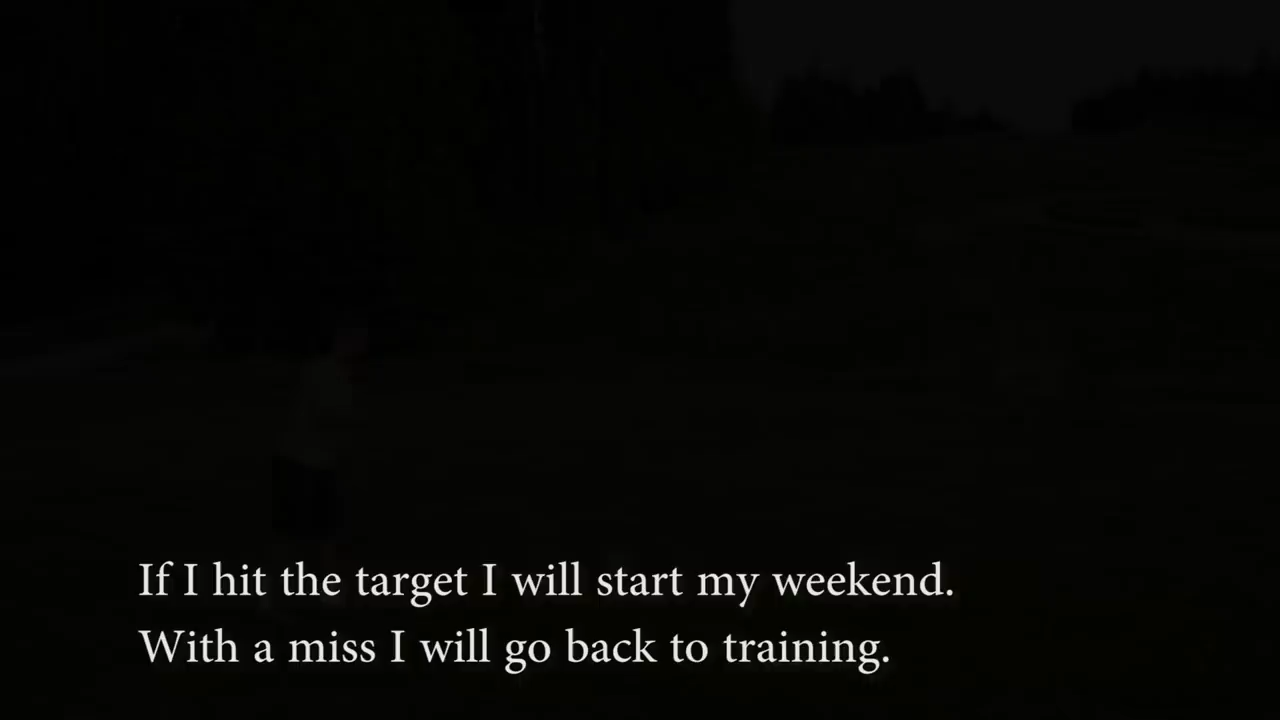 If I hit the target I will start my weekend.
With a miss I will go back to training.